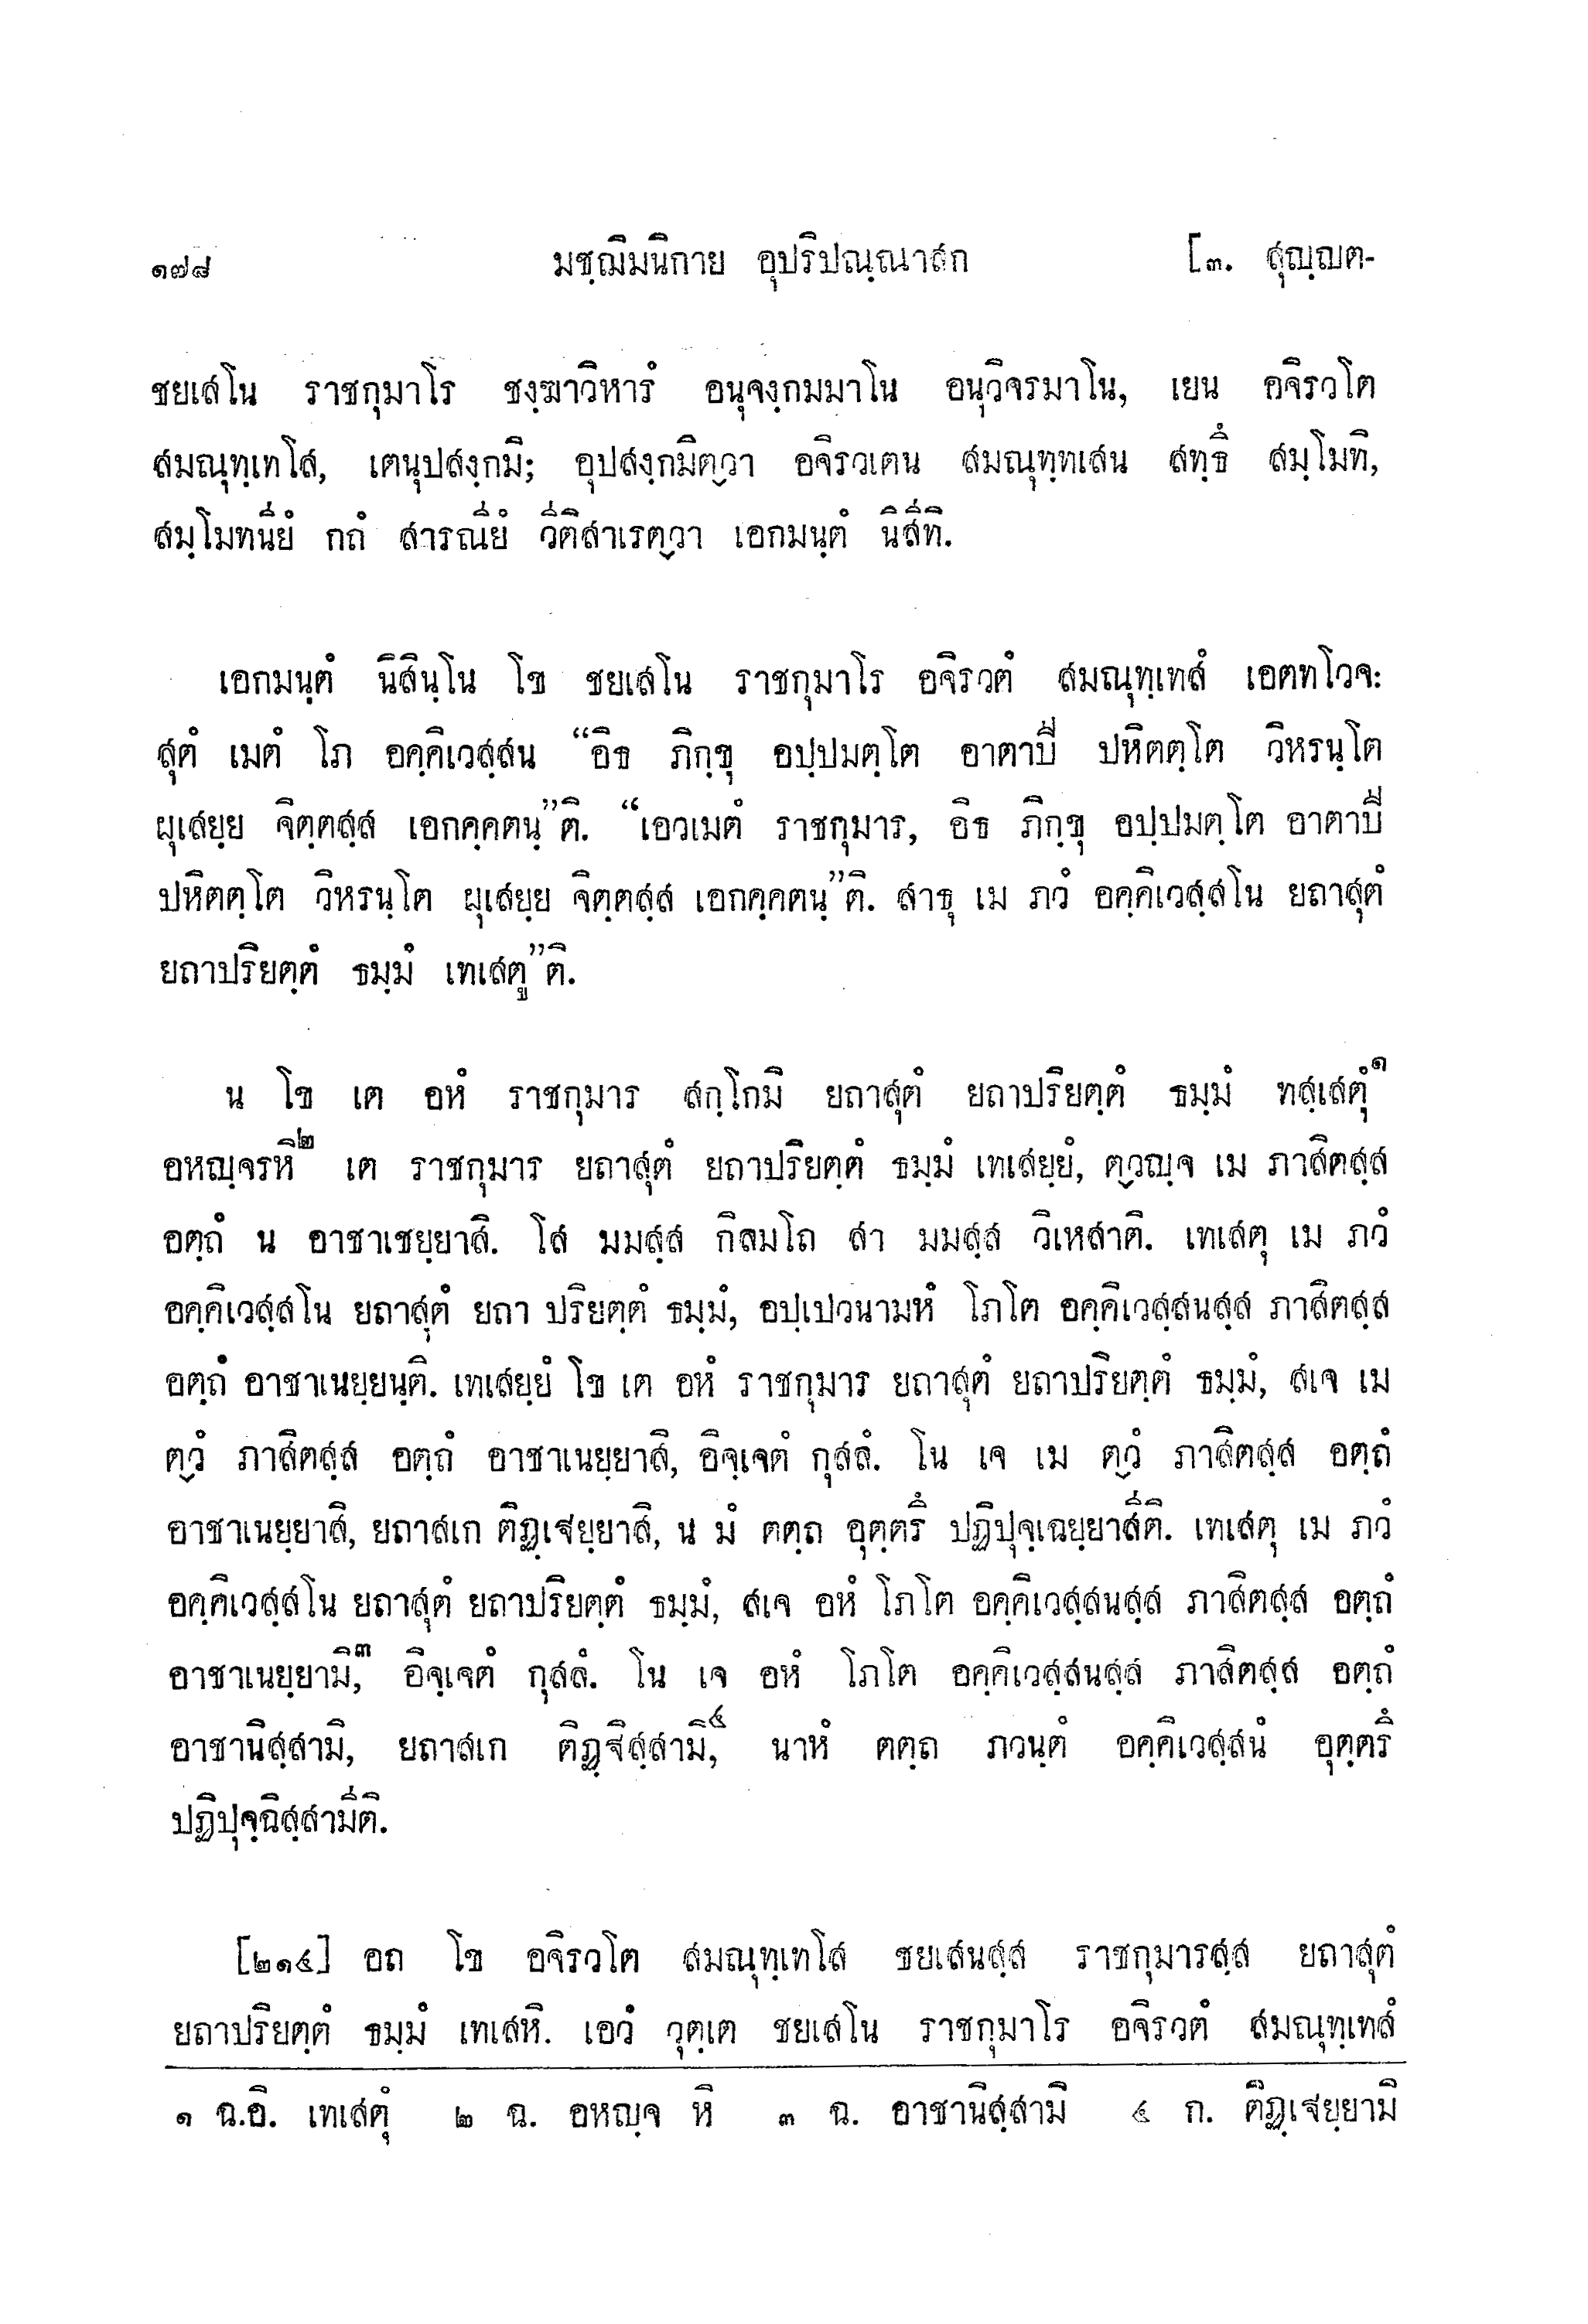 ๑๗๘ มชฺฌิมนิกาย อุปริปณฺณาสก [๓. สุญฺญต-
ชยเสโน ราชกุมาโร ชงฺฆาวิหารํ อนุจงฺกมมาโน อนุวิจรมาโน, เยน อจิรวโต
สมณุทฺเทโส, เตนุปสงฺกมิ; อุปสงฺกมิตฺวา อจิรวเตน สมณุทฺทเสน สทฺธึ สมฺโมทิ,
สมฺโมทนียํ กถํ สารณียํ วีติสาเรตฺวา เอกมนฺตํ นิสีทิ.
เอกมนฺตํ นิสินฺโน โข ชยเสโน ราชกุมาโร อจิรวตํ สมณุทฺเทสํ เอตทโวจ:
สุตํ เมตํ โภ อคฺคิเวสฺสน “อิธ ภิกฺขุ อปฺปมตฺโต อาตาปี ปหิตตฺโต วิหรนฺโต
ผุเสยฺย จิตฺตสฺส เอกคฺคตนฺ”ติ. “เอวเมตํ ราชกุมาร, อิธ ภิกฺขุ อปฺปมตฺโต อาตาปี
ปหิตตฺโต วิหรนฺโต ผุเสยฺย จิตฺตสฺส เอกคฺคตนฺ”ติ. สาธุ เม ภวํ อคฺคิเวสฺสโน ยถาสุตํ
ยถาปริยตฺตํ ธมฺมํ เทเสตู”ติ.
น โข เต อหํ ราชกุมาร สกฺโกมิ ยถาสุตํ ยถาปริยตฺตํ ธมฺมํ ทสฺเสตุํ๑
อหญฺจรหิ๒ เต ราชกุมาร ยถาสุตํ ยถาปริยตฺตํ ธมฺมํ เทเสยฺยํ, ตฺวญฺจ เม ภาสิตสฺส
อตฺถํ น อาชาเชยฺยาสิ. โส มมสฺส กิลมโถ สา มมสฺส วิเหสาติ. เทเสตุ เม ภวํ
อคฺคิเวสฺสโน ยถาสุตํ ยถา ปริยตฺตํ ธมฺมํ, อปฺเปวนามหํ โภโต อคฺคิเวสฺสนสฺส ภาสิตสฺส
อตฺถํ อาชาเนยฺยนฺติ. เทเสยฺยํ โข เต อหํ ราชกุมาร ยถาสุตํ ยถาปริยตฺตํ ธมฺมํ, สเจ เม
ตฺวํ ภาสิตสฺส อตฺถํ อาชาเนยฺยาสิ, อิจฺเจตํ กุสลํ. โน เจ เม ตฺวํ ภาสิตสฺส อตฺถํ
อาชาเนยฺยาสิ, ยถาสเก ติฏฺเฐยฺยาสิ, น มํ ตตฺถ อุตฺตรึ ปฏิปุจฺเฉยฺยาสีติ. เทเสตุ เม ภวํ
อคฺคิเวสฺสโน ยถาสุตํ ยถาปริยตฺตํ ธมฺมํ, สเจ อหํ โภโต อคฺคิเวสฺสนสฺส ภาสิตสฺส อตฺถํ
อาชาเนยฺยามิ,๓ อิจฺเจตํ กุสลํ. โน เจ อหํ โภโต อคฺคิเวสฺสนสฺส ภาสิตสฺส อตฺถํ
อาชานิสฺสามิ, ยถาสเก ติฏฺฐิสฺสามิ,๔ นาหํ ตตฺถ ภวนฺตํ อคฺคิเวสฺสนํ อุตฺตรึ
ปฏิปุจฺฉิสฺสามีติ.
[๒๑๔] อถ โข อจิรวโต สมณุทฺเทโส ชยเสนสฺส ราชกุมารสฺส ยถาสุตํ
ยถาปริยตฺตํ ธมฺมํ เทเสหิ. เอวํ วุตฺเต ชยเสโน ราชกุมาโร อจิรวตํ สมณุทฺเทสํ
๑ ฉ.อิ. เทเสตุํ ๒ ฉ. อหญฺจ หิ ๓ ฉ. อาชานิสฺสามิ ๔ ก. ติฏฺเฐยฺยามิ